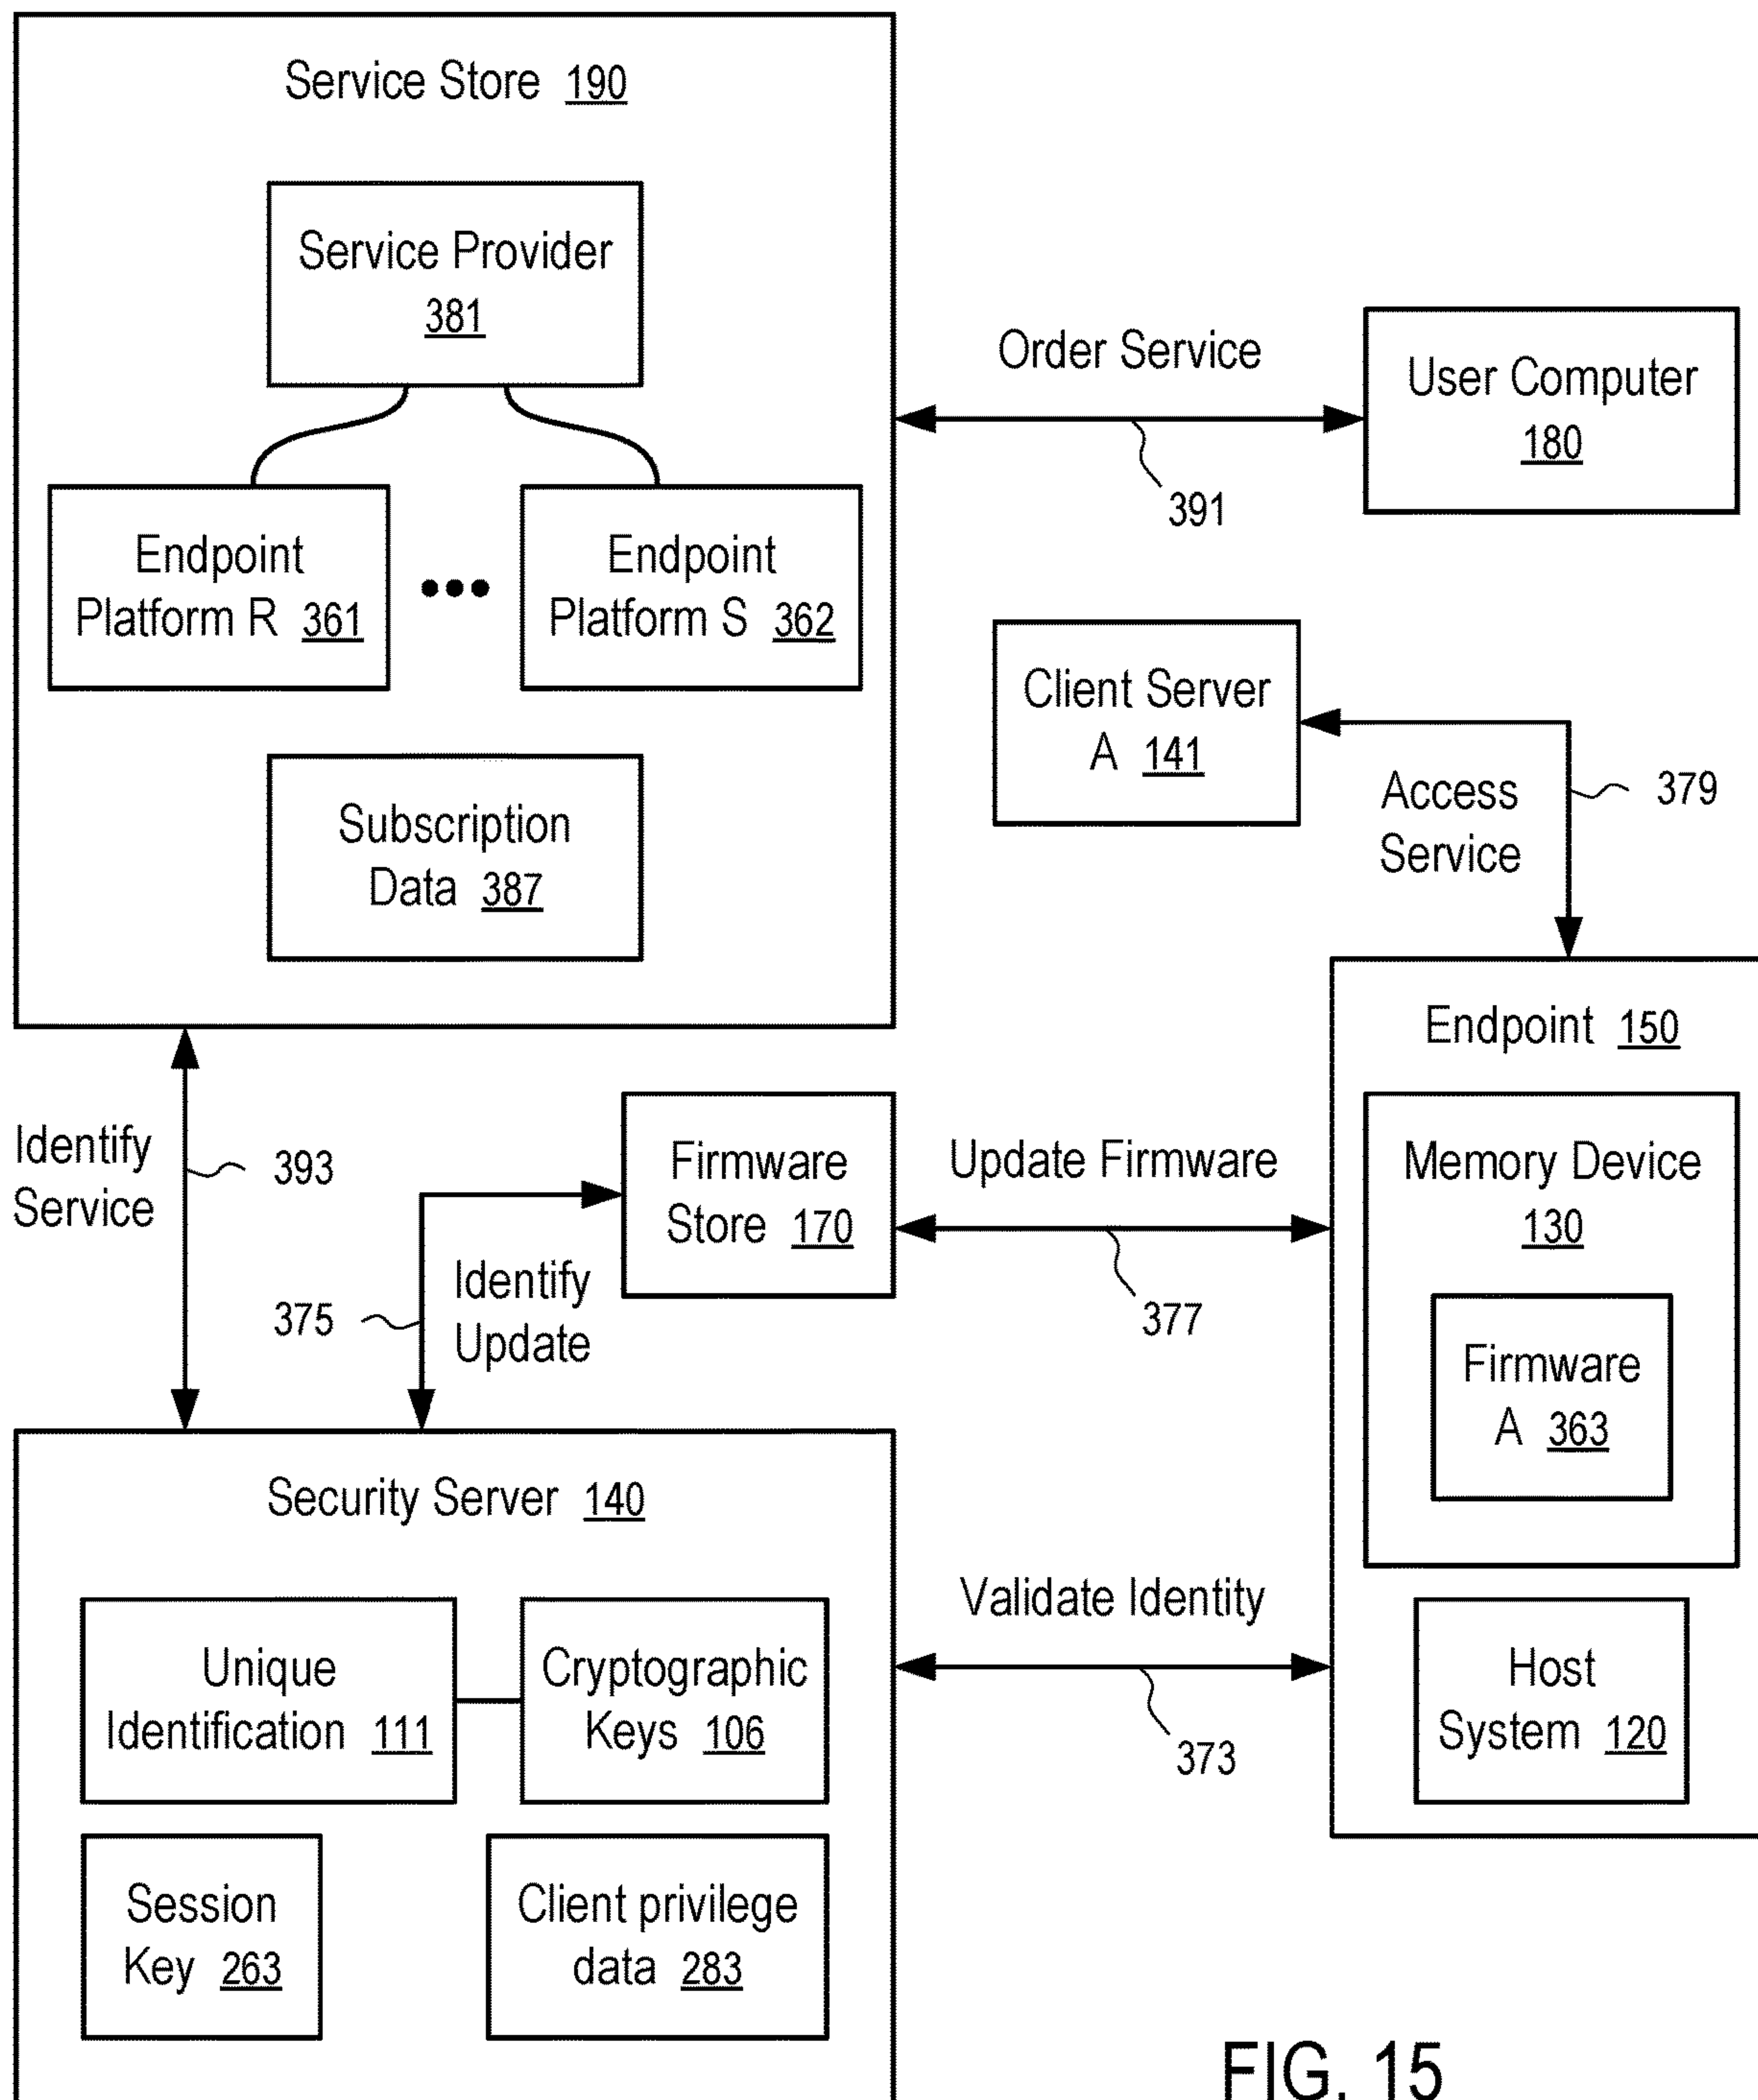 Service Store 190
Service Provider
381
Order Service
User Computer
180
391
Endpoint
Platform R 361
Endpoint
Platform S 362
Client Server
A 141
379
Access
Service
Subscription
Data 387
Endpoint 150
Identify
Service
393
Firmware
Store 170
Update Firmware
377
Memory Device
130
Identify
Update
375
Firmware
A 363
Security Server 140
Validate Identity
373
Unique
Identification 111
Cryptographic
Keys 106
Host
System 120
Session
Key 263
Client privilege
data 283
FIG. 15